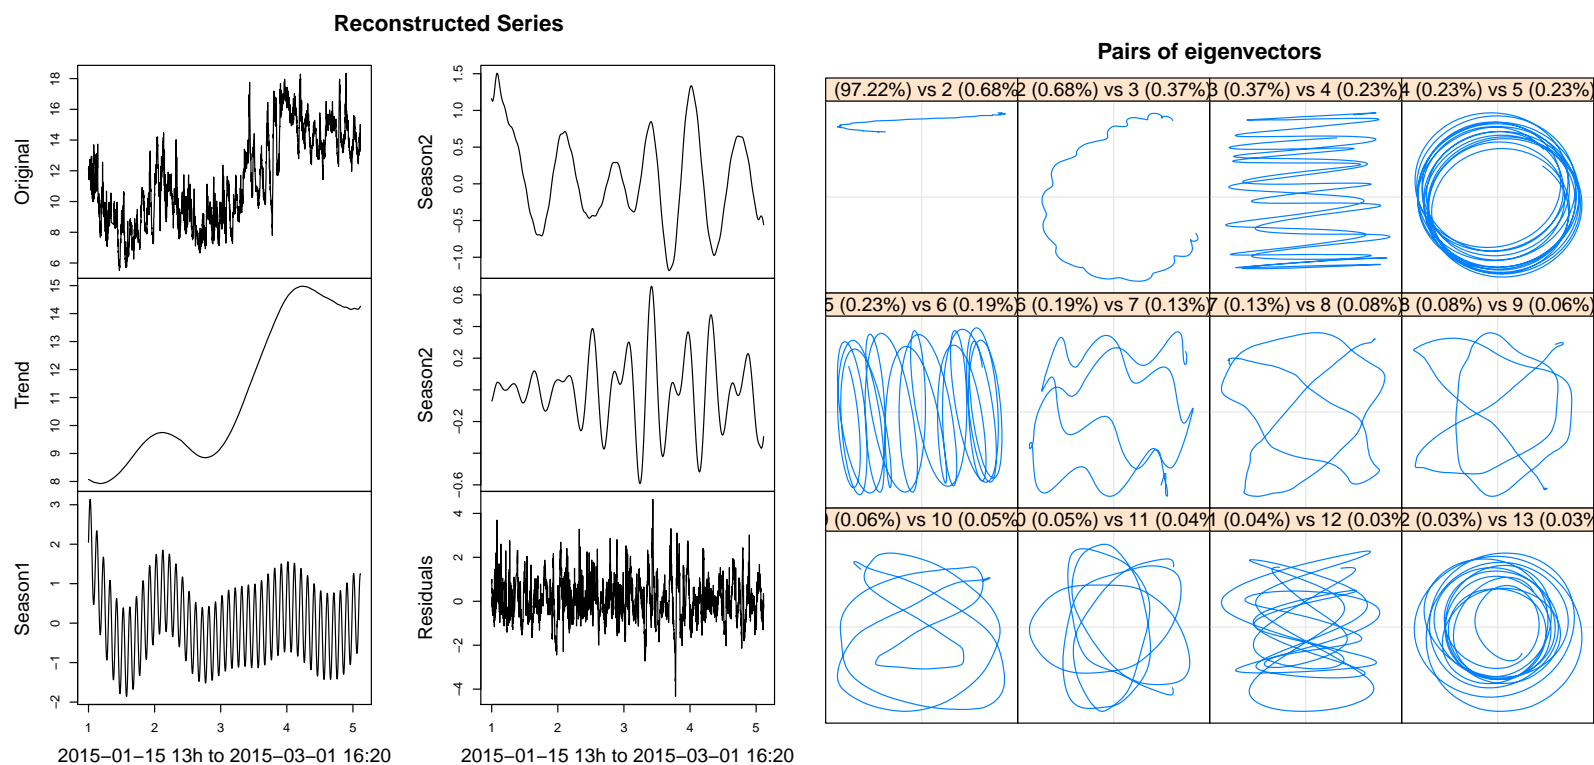 Reconstructed Series
Original
18
16
14
12
10
8
6
Trend
15
14
13
12
11
10
9
8
Season1
3
2
1
0
−1
−2
1
2
3
4
5
2015−01−15 13h to 2015−03−01 16:20
Season2
1.5
1.0
0.5
0.0
−0.5
−1.0
Season2
0.6
0.4
0.2
−0.2
−0.6
Residuals
4
2
0
−2
−4
1
2
3
4
5
2015−01−15 13h to 2015−03−01 16:20
Pairs of eigenvectors
(97.22%) vs 2 (0.68%
2 (0.68%) vs 3 (0.37%)
3 (0.37%) vs 4 (0.23%)
4 (0.23%) vs 5 (0.23%)
5 (0.23%) vs 6 (0.19%)
6 (0.19%) vs 7 (0.13%)
7 (0.13%) vs 8 (0.08%)
8 (0.08%) vs 9 (0.06%)
(0.06%) vs 10 (0.05%
0 (0.05%) vs 11 (0.04%
1 (0.04%) vs 12 (0.03%
2 (0.03%) vs 13 (0.03%